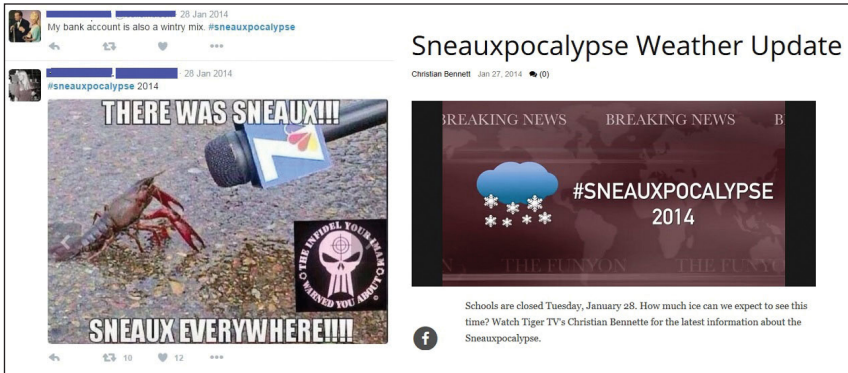 28 Jan 2014
My bank account is also a wintry mix. #sneauxpocalypse
28 Jan 2014
#sneauxpocalypse 2014
THERE WAS SNEAUX!!!
7
THE INFIDEL YOUR IMAM
WARNED YOU ABOUT
SNEAUX EVERYWHERE!!!!
10 12
Sneauxpocalypse Weather Update
Christian Bennett Jan 27, 2014 (0)
BREAKING NEWS BREAKING NEWS B
#SNEAUXPOCALYPSE
2014
N THE FUNYON THE FUNYO
Schools are closed Tuesday, January 28. How much ice can we expect to see this
time? Watch Tiger TV's Christian Bennette for the latest information about the
Sneauxpocalypse.
f